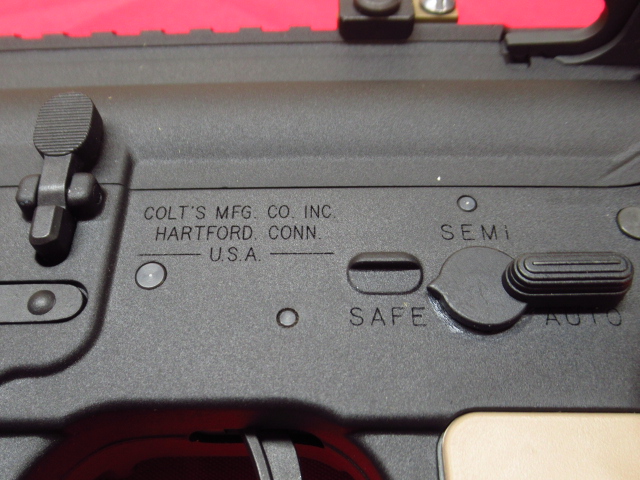 COLT'S MFG. CO. INC.
HARTFORD. CONN.
U.S.A.
SEMi
SAFE
AUTO